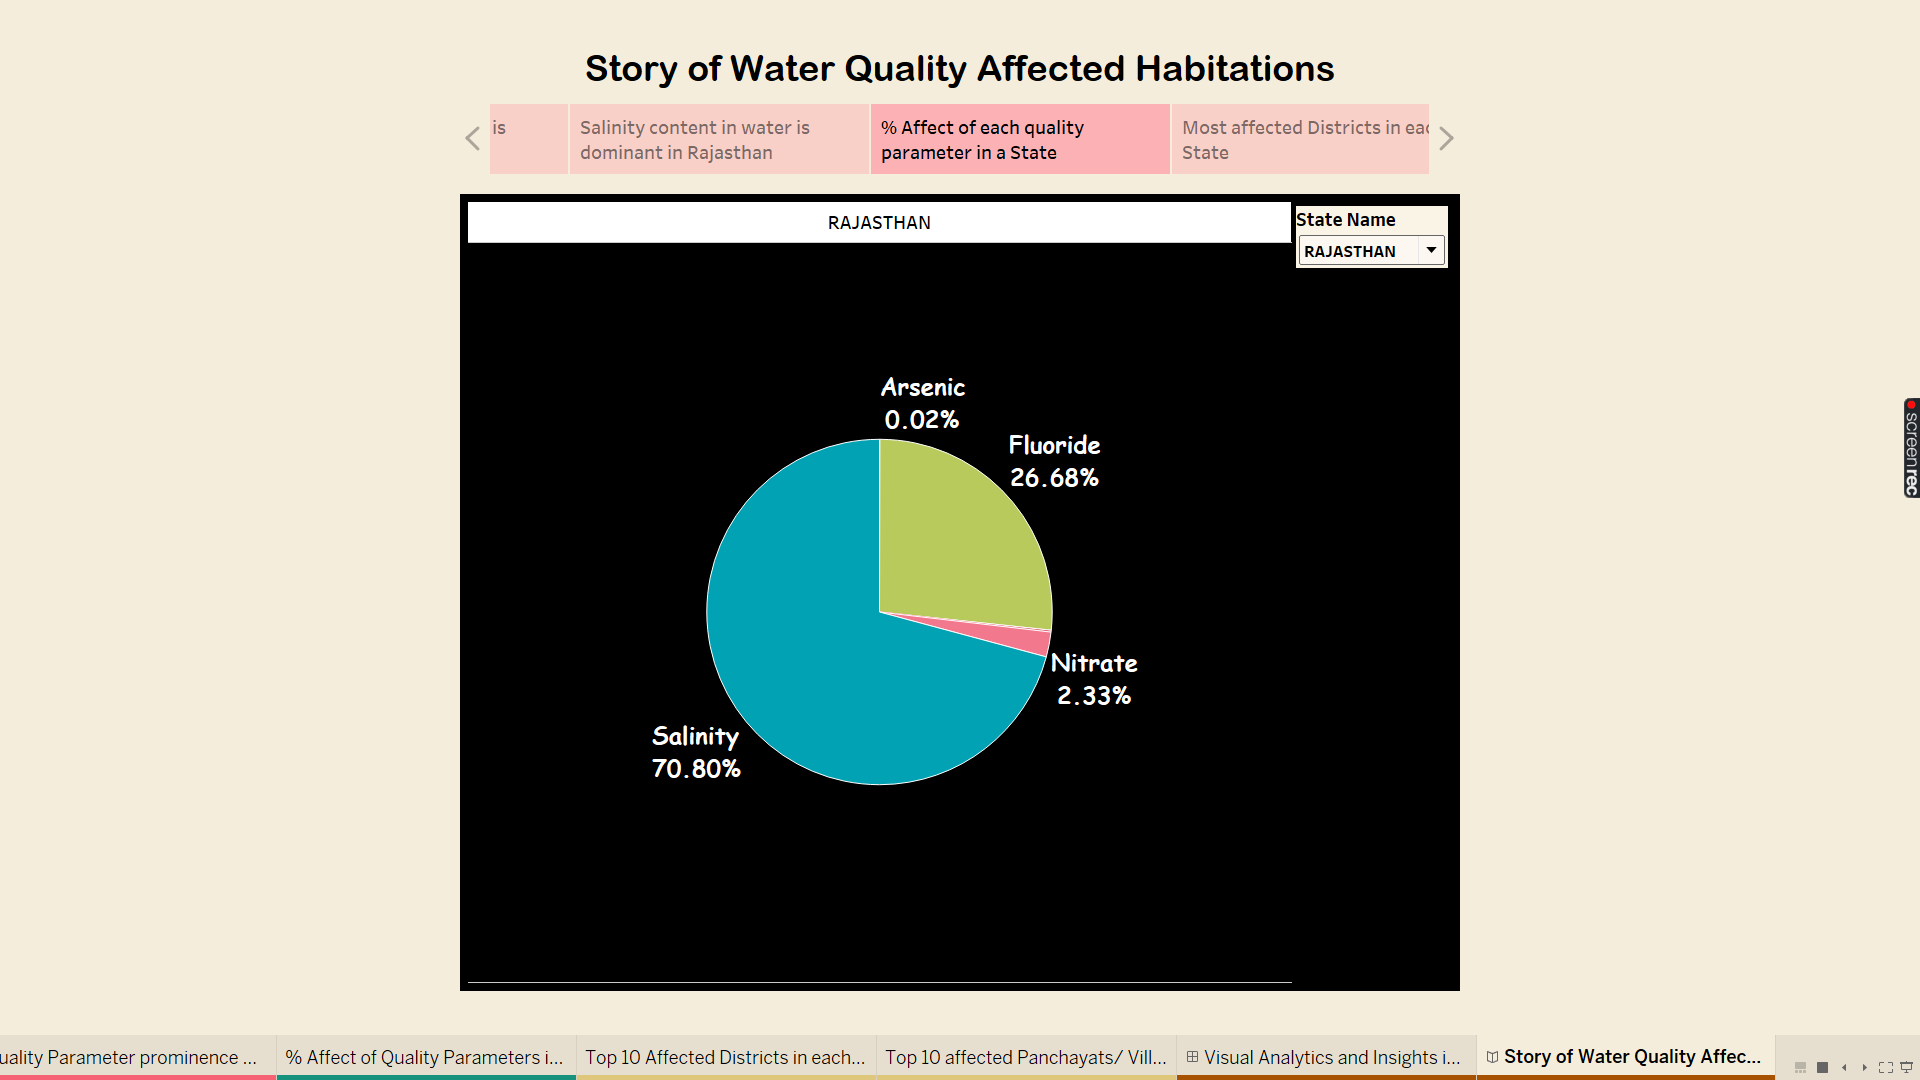 Story of Water Quality Affected Habitations
is
Salinity content in water is
dominant in Rajasthan
% Affect of each quality
parameter in a State
Most affected Districts in eac
State
RAJASTHAN
State Name
RAJASTHAN
Arsenic
0.02%
Fluoride
26.68%
Nitrate
2.33%
Salinity
70.80%
screenrec
uality Parameter prominence ...
% Affect of Quality Parameters i...
Top 10 Affected Districts in each...
Top 10 affected Panchayats/ Vill...
Visual Analytics and Insights i...
Story of Water Quality Affec...